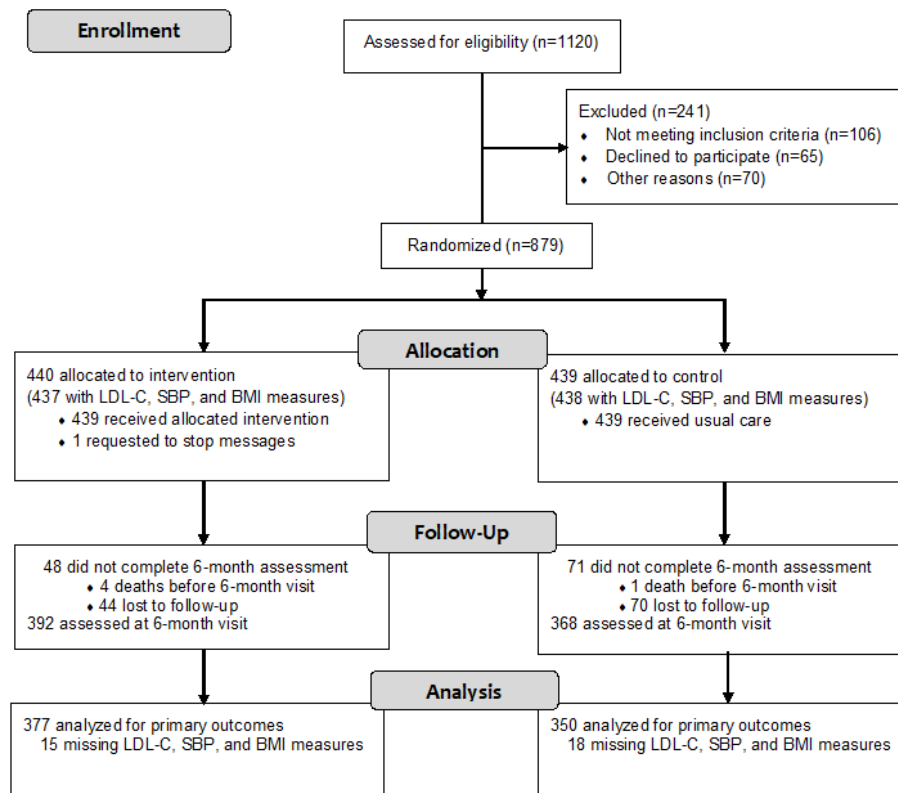 Enrollment
Assessed for eligibility (n=1120)
Excluded (n=241)
♦ Not meeting inclusion criteria (n=106)
♦ Declined to participate (n=65)
♦ Other reasons (n=70)
Randomized (n=879)
Allocation
440 allocated to intervention
(437 with LDL-C, SBP, and BMI measures)
♦ 439 received allocated intervention
♦ 1 requested to stop messages
439 allocated to control
(438 with LDL-C, SBP, and BMI measures)
♦ 439 received usual care
Follow-Up
48 did not complete 6-month assessment
♦ 4 deaths before 6-month visit
♦ 44 lost to follow-up
392 assessed at 6-month visit
71 did not complete 6-month assessment
♦ 1 death before 6-month visit
♦ 70 lost to follow-up
368 assessed at 6-month visit
Analysis
377 analyzed for primary outcomes
15 missing LDL-C, SBP, and BMI measures
350 analyzed for primary outcomes
18 missing LDL-C, SBP, and BMI measures